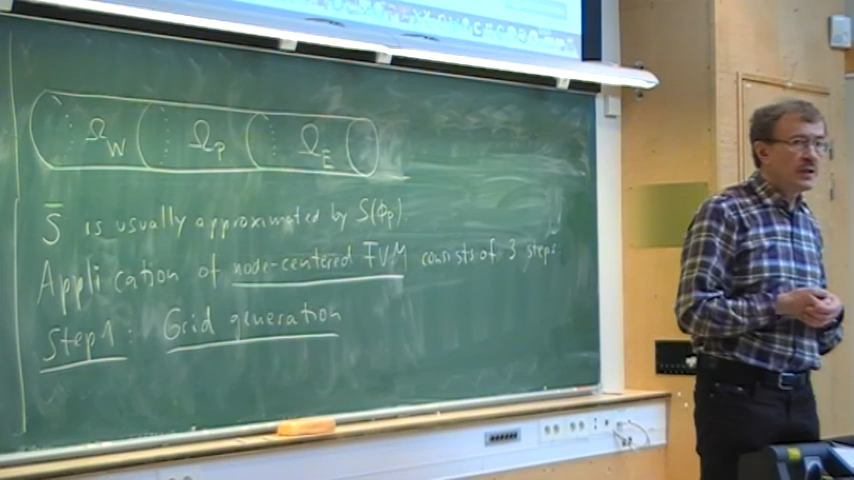 Ω_W Ω_P Ω_E
S̄ is usually approximated by S(ϕ_P).
Application of node-centered FVM consists of 3 steps.
Step 1: Grid generation